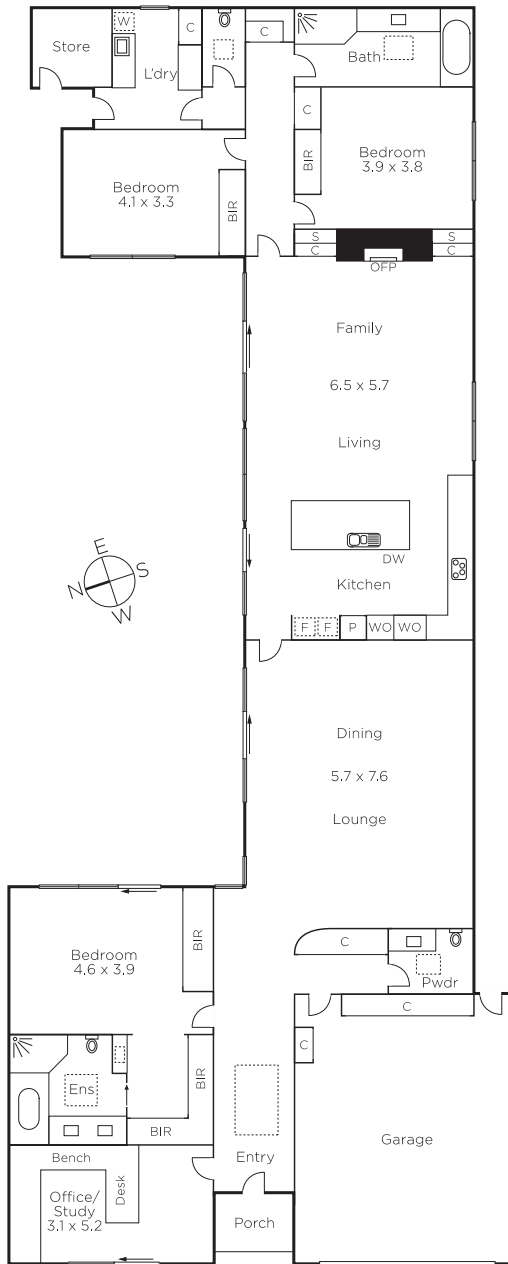 W
C
Store
L'dry
C
Bath
C
BIR
Bedroom
3.9 x 3.8
Bedroom
4.1 x 3.3
BIR
S
C
S
C
OFP
Family
6.5 x 5.7
Living
E
S
N
W
DW
Kitchen
F
F
P
WO
WO
Dining
5.7 x 7.6
Lounge
BIR
Bedroom
4.6 x 3.9
C
Pwdr
C
C
Ens
BIR
BIR
Garage
Entry
Bench
Desk
Office/
Study
3.1 x 5.2
Porch